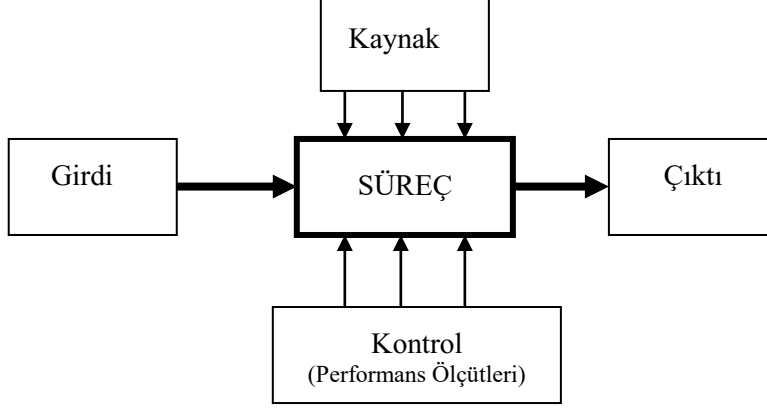 Kaynak
Girdi
SÜREÇ
Çıktı
Kontrol
(Performans Ölçütleri)